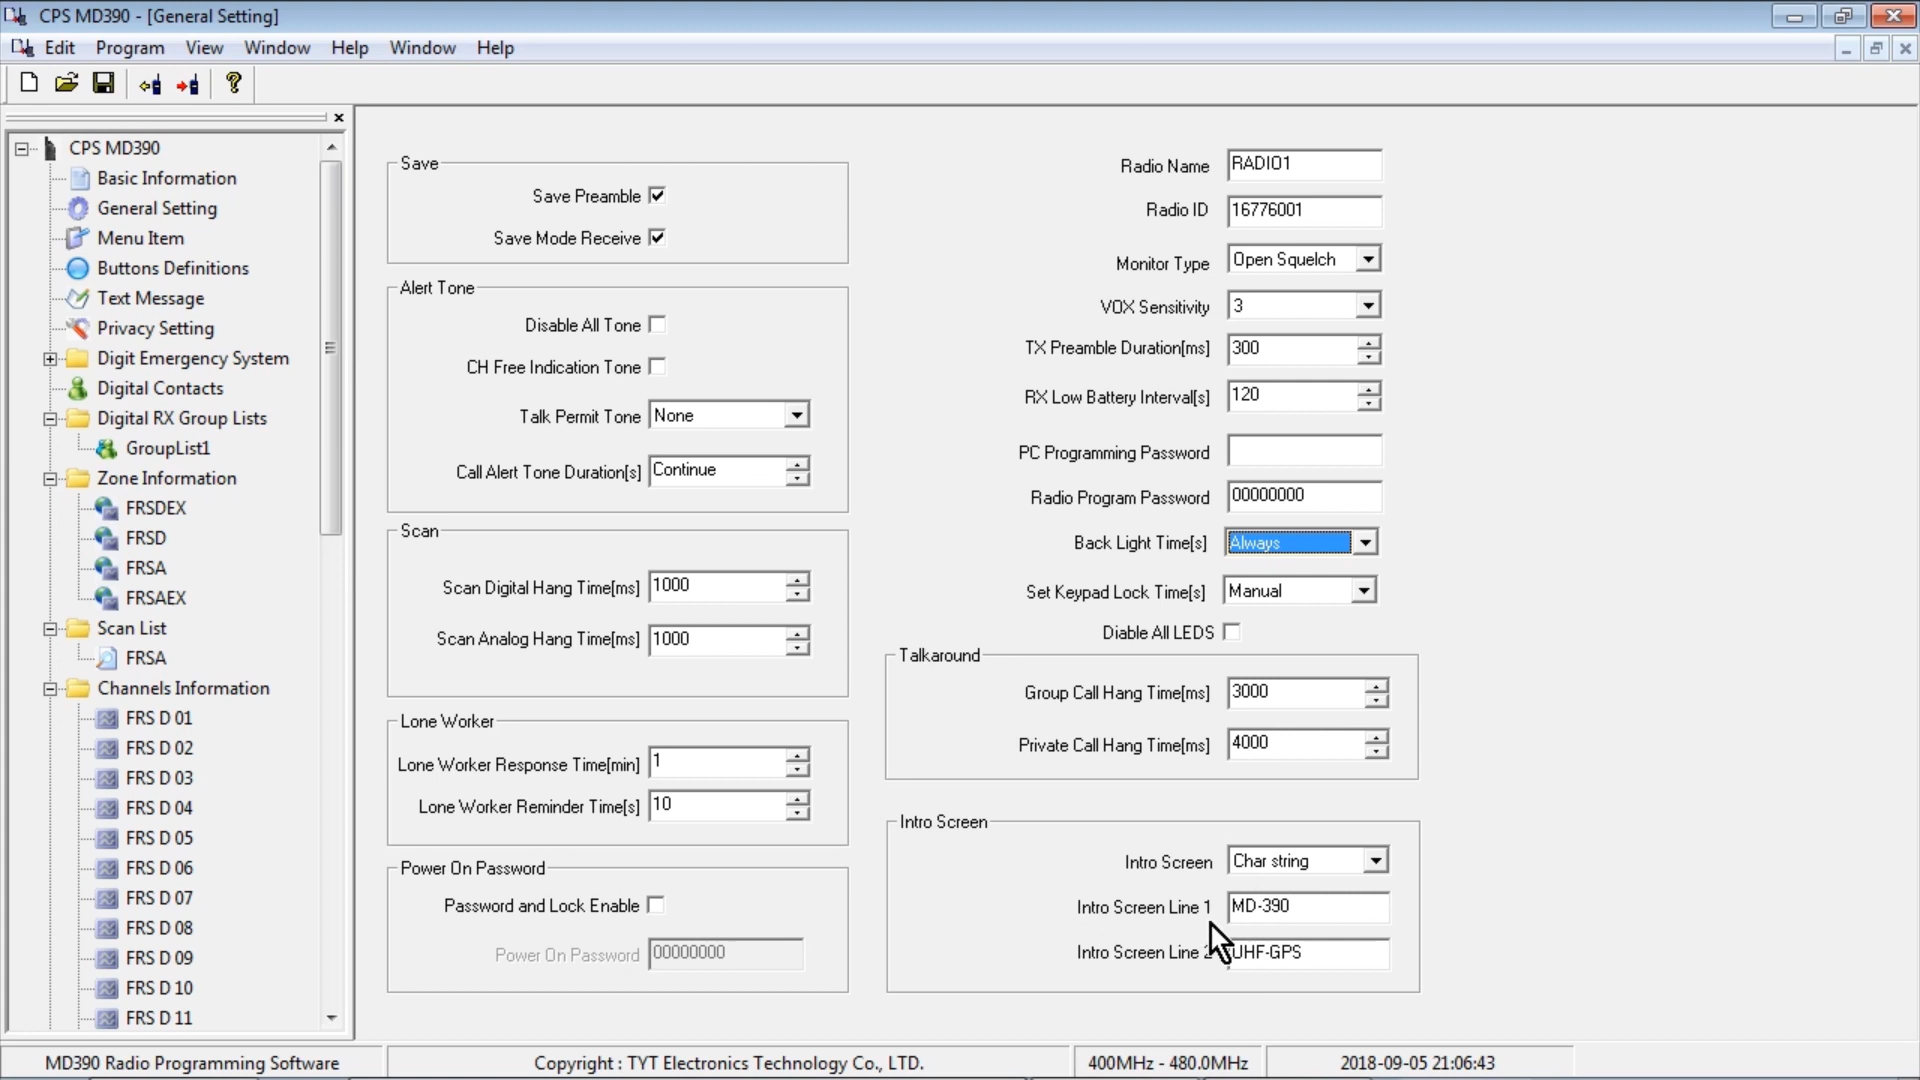 CPS MD390 - [General Setting]
Edit Program View Window Help Window Help
CPS MD390
Basic Information
General Setting
Menu Item
Buttons Definitions
Text Message
Privacy Setting
Digit Emergency System
Digital Contacts
Digital RX Group Lists
GroupList1
Zone Information
FRSDEX
FRSD
FRSA
FRSAEX
Scan List
FRSA
Channels Information
FRS D 01
FRS D 02
FRS D 03
FRS D 04
FRS D 05
FRS D 06
FRS D 07
FRS D 08
FRS D 09
FRS D 10
FRS D 11
Save
Save Preamble
Save Mode Receive
Alert Tone
Disable All Tone
CH Free Indication Tone
Talk Permit Tone None
Call Alert Tone Duration[s] Continue
Scan
Scan Digital Hang Time[ms] 1000
Scan Analog Hang Time[ms] 1000
Lone Worker
Lone Worker Response Time[min] 1
Lone Worker Reminder Time[s] 10
Power On Password
Password and Lock Enable
Power On Password 00000000
Radio Name RADIO1
Radio ID 16776001
Monitor Type Open Squelch
VOX Sensitivity 3
TX Preamble Duration[ms] 300
RX Low Battery Interval[s] 120
PC Programming Password
Radio Program Password 00000000
Back Light Time[s] Always
Set Keypad Lock Time[s] Manual
Diable All LEDS
Talkaround
Group Call Hang Time[ms] 3000
Private Call Hang Time[ms] 4000
Intro Screen
Intro Screen Char string
Intro Screen Line 1 MD-390
Intro Screen Line 2 UHF-GPS
MD390 Radio Programming Software
Copyright : TYT Electronics Technology Co., LTD.
400MHz - 480.0MHz
2018-09-05 21:06:43